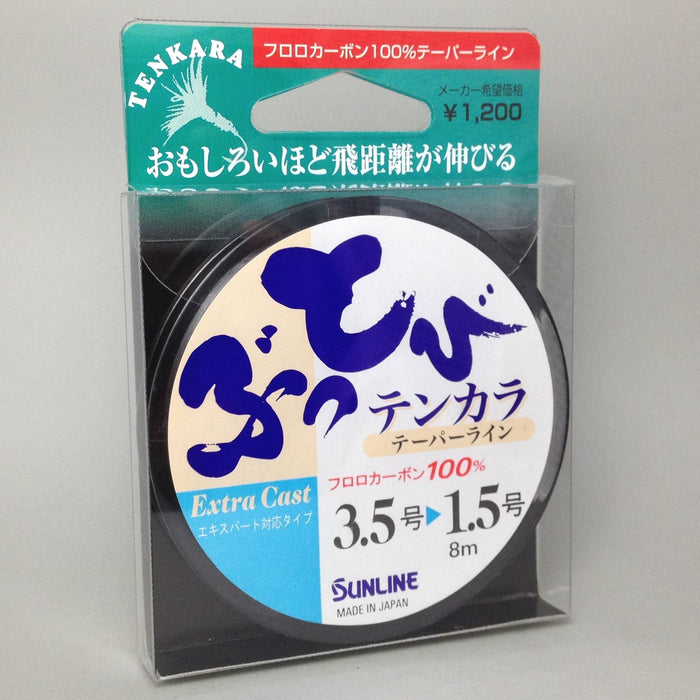 TENKARA
フロロカーボン100%テーパーライン
メーカー希望価格
¥1,200
おもしろいほど飛距離が伸びる
ぶっとび
テンカラ
テーパーライン
フロロカーボン100%
Extra Cast
エキスパート対応タイプ
3.5号▶1.5号
8m
SUNLINE
MADE IN JAPAN